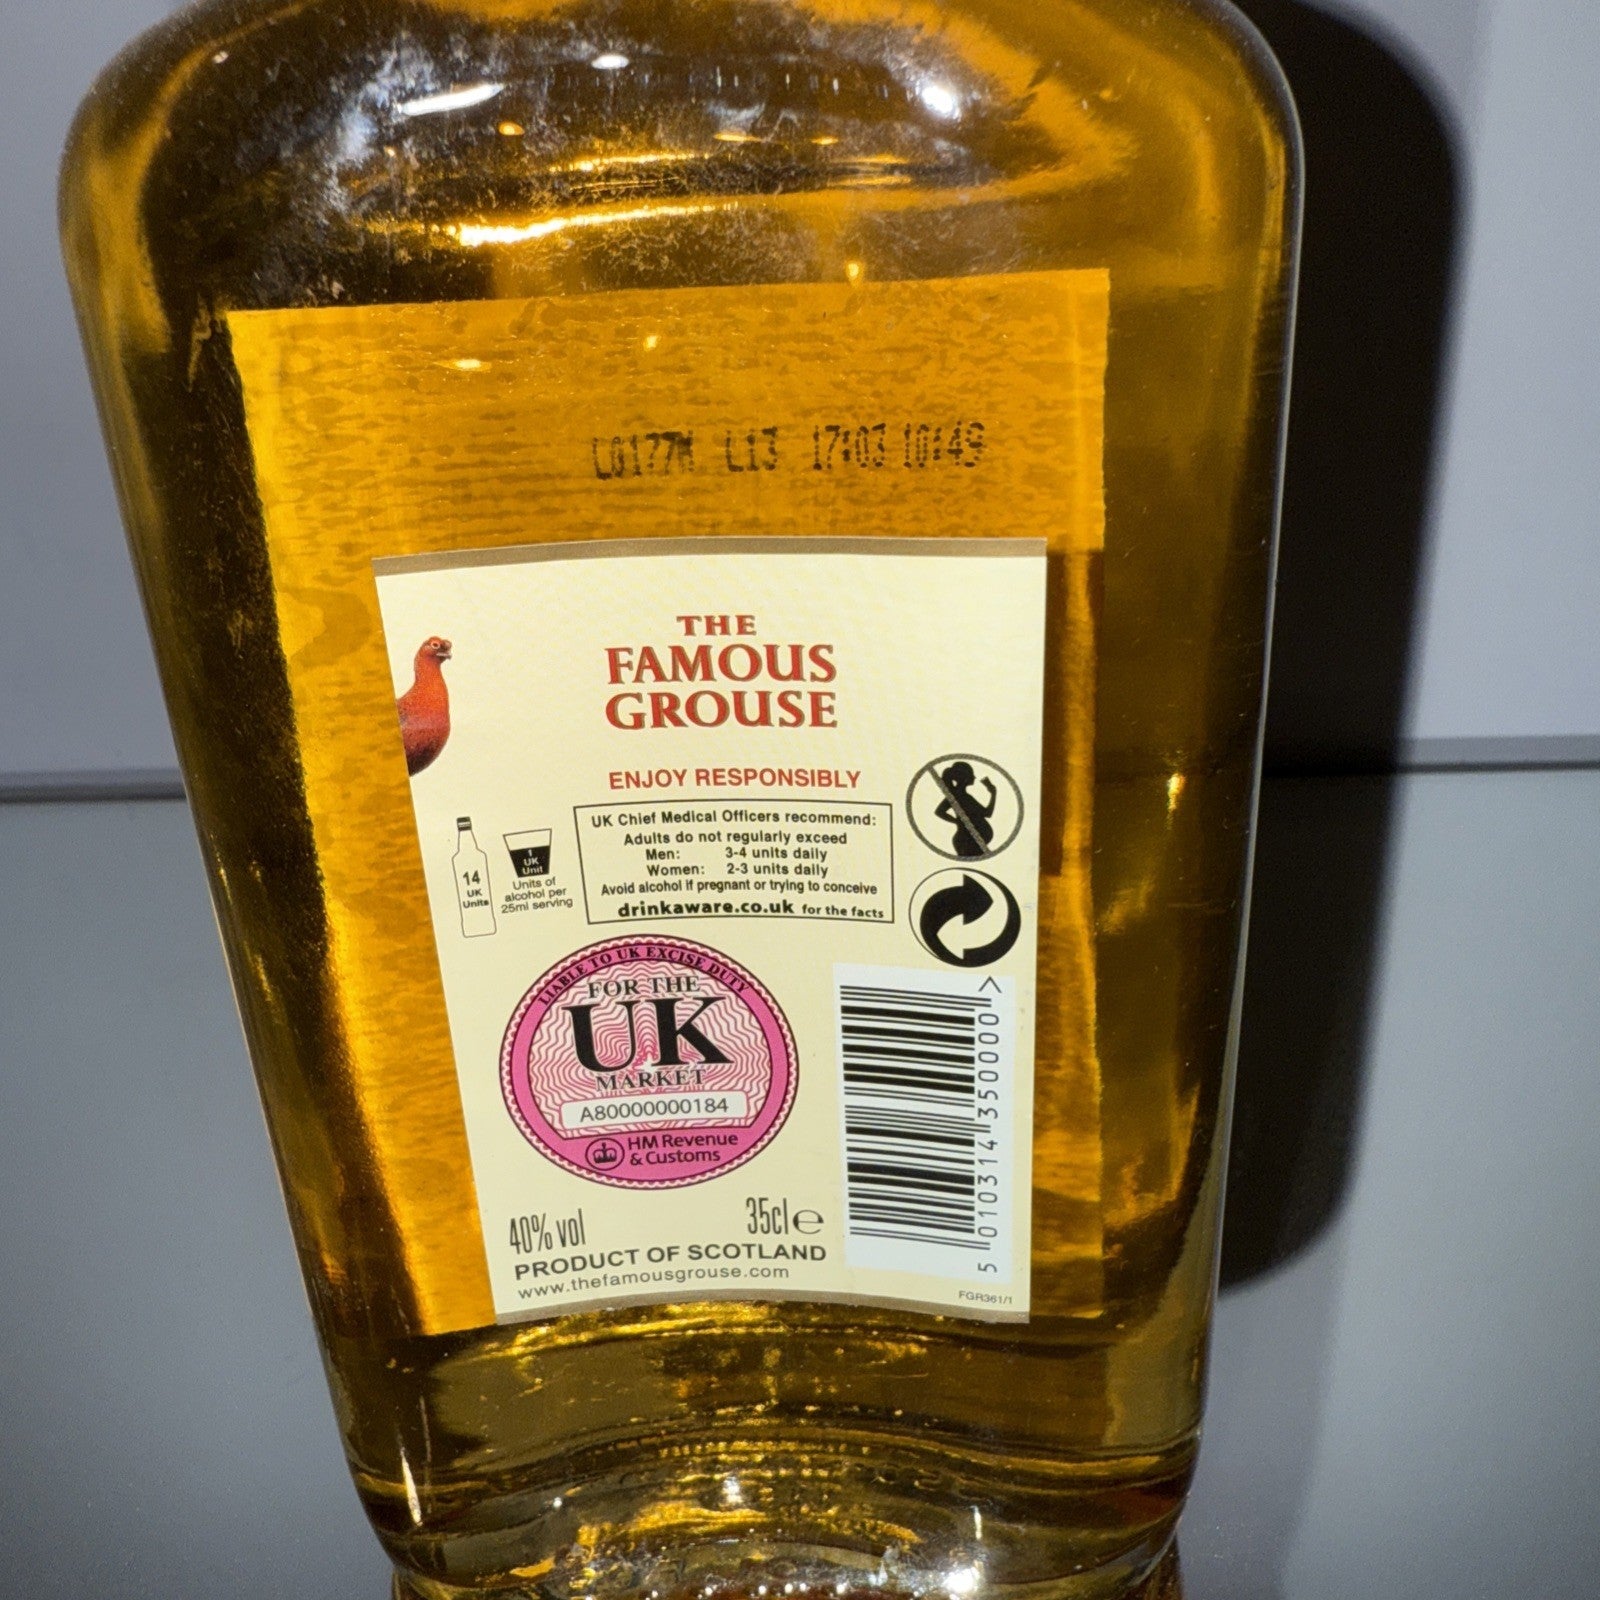 L0177M L13 17:03 10:49
THE
FAMOUS
GROUSE
ENJOY RESPONSIBLY
UK Chief Medical Officers recommend:
Adults do not regularly exceed
Men: 3-4 units daily
Women: 2-3 units daily
Avoid alcohol if pregnant or trying to conceive
drinkaware.co.uk for the facts
14
UK
Units
1
UK
Unit
Units of
alcohol per
25ml serving
LIABLE TO UK EXCISE DUTY
FOR THE
UK
MARKET
A80000000184
HM Revenue
& Customs
5 010314 350000 >
40% vol 35cl e
PRODUCT OF SCOTLAND
www.thefamousgrouse.com
FGR361/1